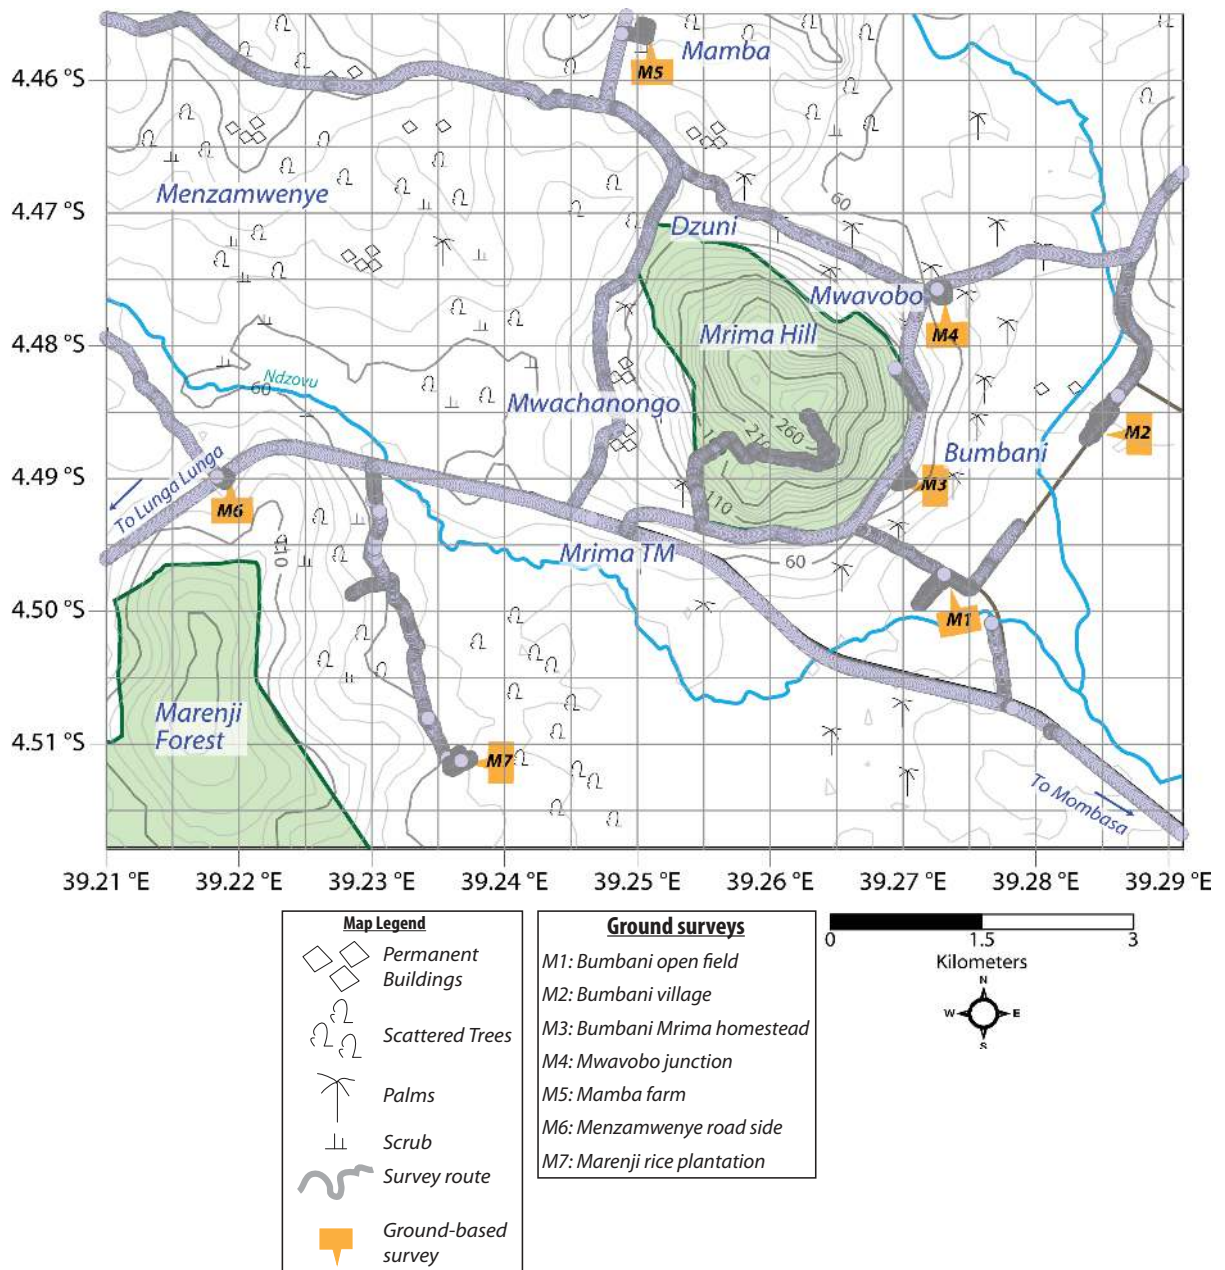 4.46 °S
4.47 °S
4.48 °S
4.49 °S
4.50 °S
4.51 °S
Mamba
M5
Menzamwenye
60
Dzuni
Mwavobo
M4
Mrima Hill
Ndzovu
60
Mwachanongo
260
210
110
M2
Bumbani
M3
To Lunga Lunga
M6
Mrima TM
60
M1
Marenji
Forest
M7
To Mombasa
39.21 °E
39.22 °E
39.23 °E
39.24 °E
39.25 °E
39.26 °E
39.27 °E
39.28 °E
39.29 °E
Map Legend
Permanent
Buildings
Scattered Trees
Palms
Scrub
Survey route
Ground-based
survey
Ground surveys
M1: Bumbani open field
M2: Bumbani village
M3: Bumbani Mrima homestead
M4: Mwavobo junction
M5: Mamba farm
M6: Menzamwenye road side
M7: Marenji rice plantation
0
1.5
3
Kilometers
N
W
E
S